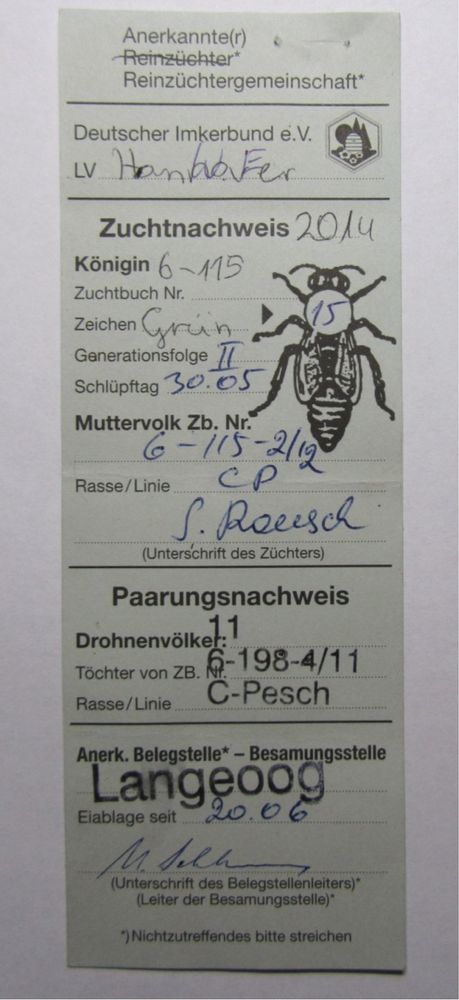 Anerkannte(r)
Reinzüchter*
Reinzüchtergemeinschaft*
Deutscher Imkerbund e.V.
LV Hannover
Zuchtnachweis 2014
Königin 6-115
Zuchtbuch Nr.
Zeichen Grün
15
Generationsfolge II
Schlüpftag 30.05
Muttervolk Zb. Nr.
6-115-2/12
Rasse/Linie CP
S. Rausch
(Unterschrift des Züchters)
Paarungsnachweis
Drohnenvölker: 11
Töchter von ZB. Nr. 6-198-4/11
Rasse/Linie C-Pesch
Anerk. Belegstelle* – Besamungsstelle
Langeoog
Eiablage seit 20.06
(Unterschrift des Belegstellenleiters)*
(Leiter der Besamungsstelle)*
*) Nichtzutreffendes bitte streichen